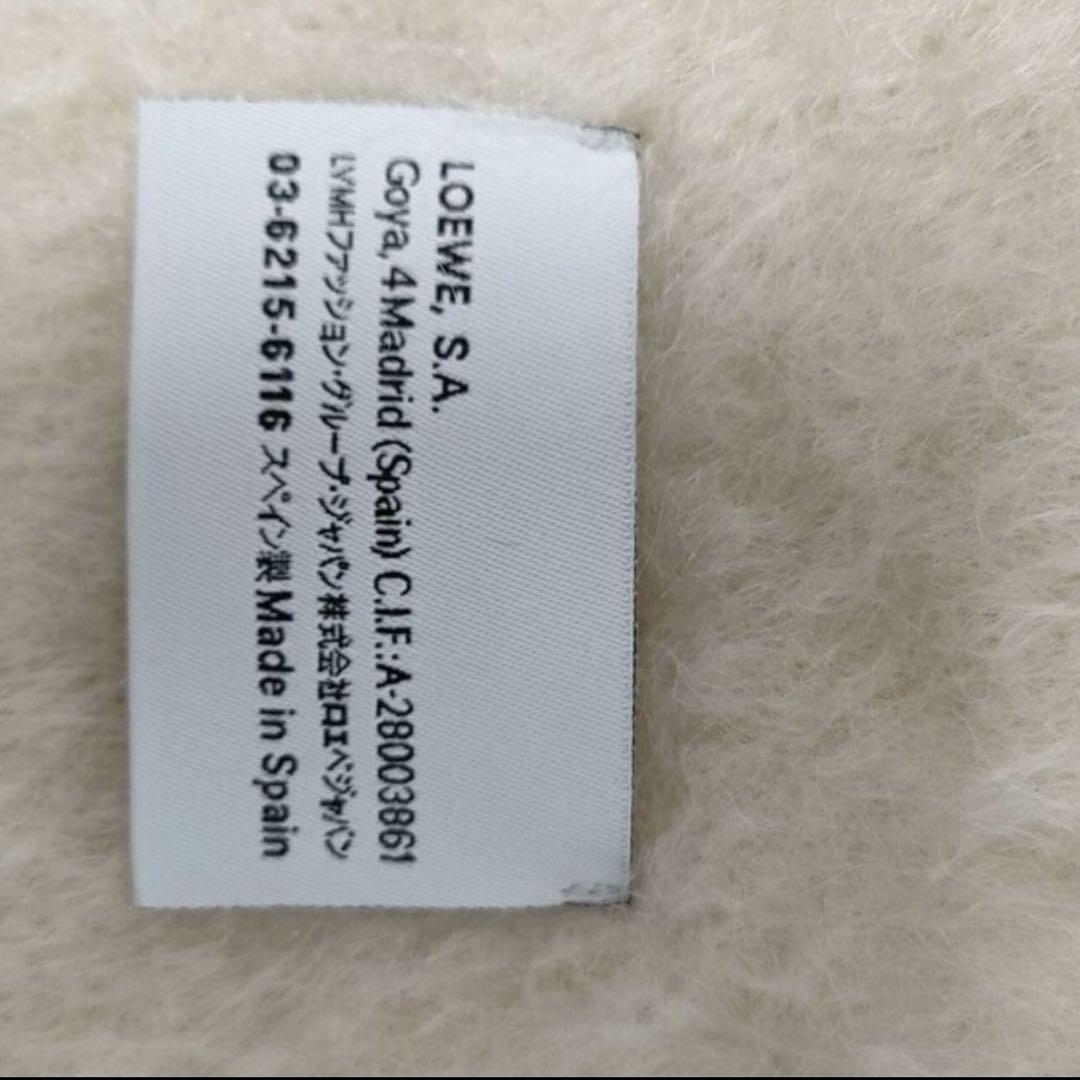 LOEWE, S.A.
Goya, 4 Madrid (Spain) C.I.F.:A-28003861
LVMHファッション・グループ・ジャパン株式会社ロエベジャパン
03-6215-6116 スペイン製 Made in Spain